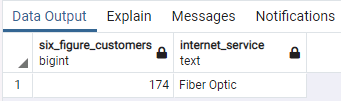 Data Output Explain Messages Notifications
six_figure_customers internet_service
bigint text
1 174 Fiber Optic